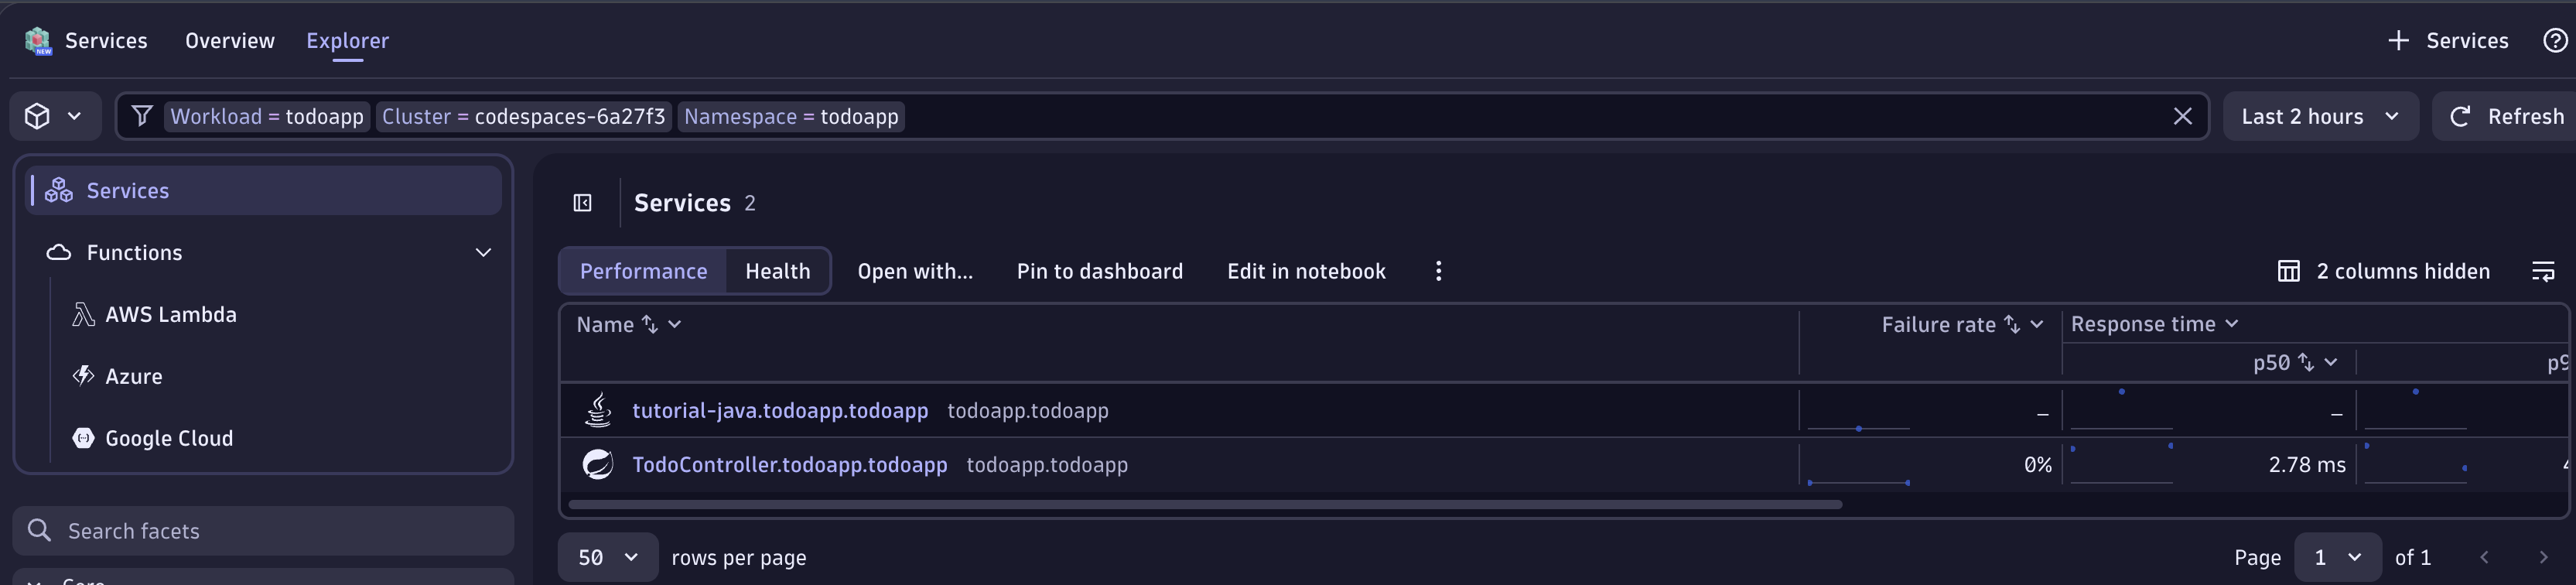 NEW Services Overview Explorer Services
Workload = todoapp Cluster = codespaces-6a27f3 Namespace = todoapp Last 2 hours Refresh
Services
Functions
AWS Lambda
Azure
Google Cloud
Search facets
Services 2
Performance Health Open with... Pin to dashboard Edit in notebook 2 columns hidden
Name Failure rate Response time
p50 p9
tutorial-java.todoapp.todoapp todoapp.todoapp – –
TodoController.todoapp.todoapp todoapp.todoapp 0% 2.78 ms
50 rows per page Page 1 of 1